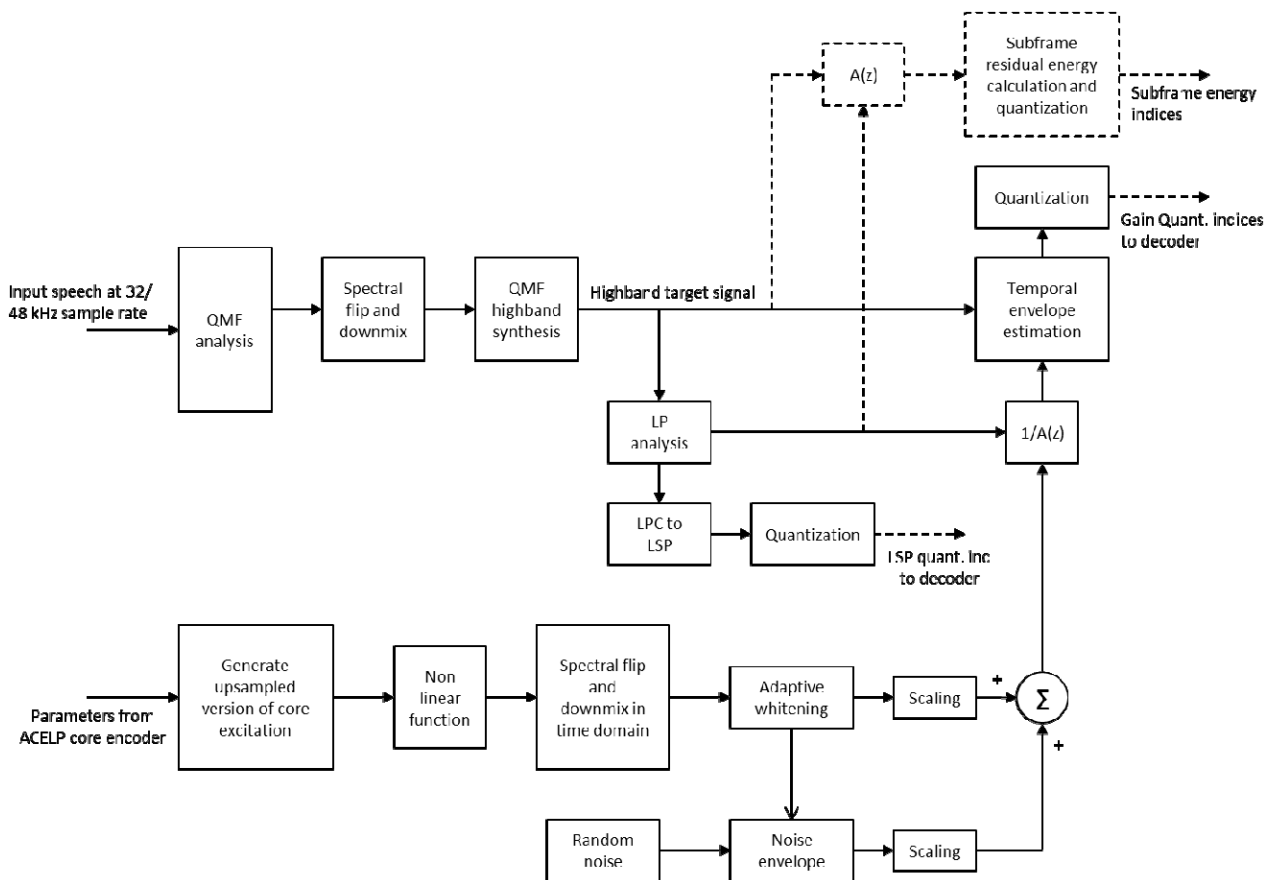 Subframe
residual energy
calculation and
quantization
A(z)
Subframe energy
indices
Quantization
Gain Quant. indices
to decoder
Input speech at 32/
48 kHz sample rate
QMF
analysis
Spectral
flip and
downmix
QMF
highband
synthesis
Highband target signal
Temporal
envelope
estimation
LP
analysis
1/A(z)
LPC to
LSP
Quantization
LSP quant. inc
to decoder
Parameters from
ACELP core encoder
Generate
upsampled
version of core
excitation
Non
linear
function
Spectral flip
and
downmix in
time domain
Adaptive
whitening
Scaling
+
Σ
+
Random
noise
Noise
envelope
Scaling